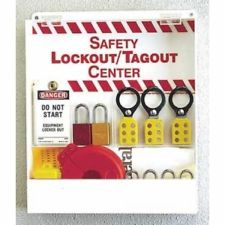 SAFETY
LOCKOUT/TAGOUT
CENTER
DANGER
DO NOT
START
EQUIPMENT
LOCKED OUT